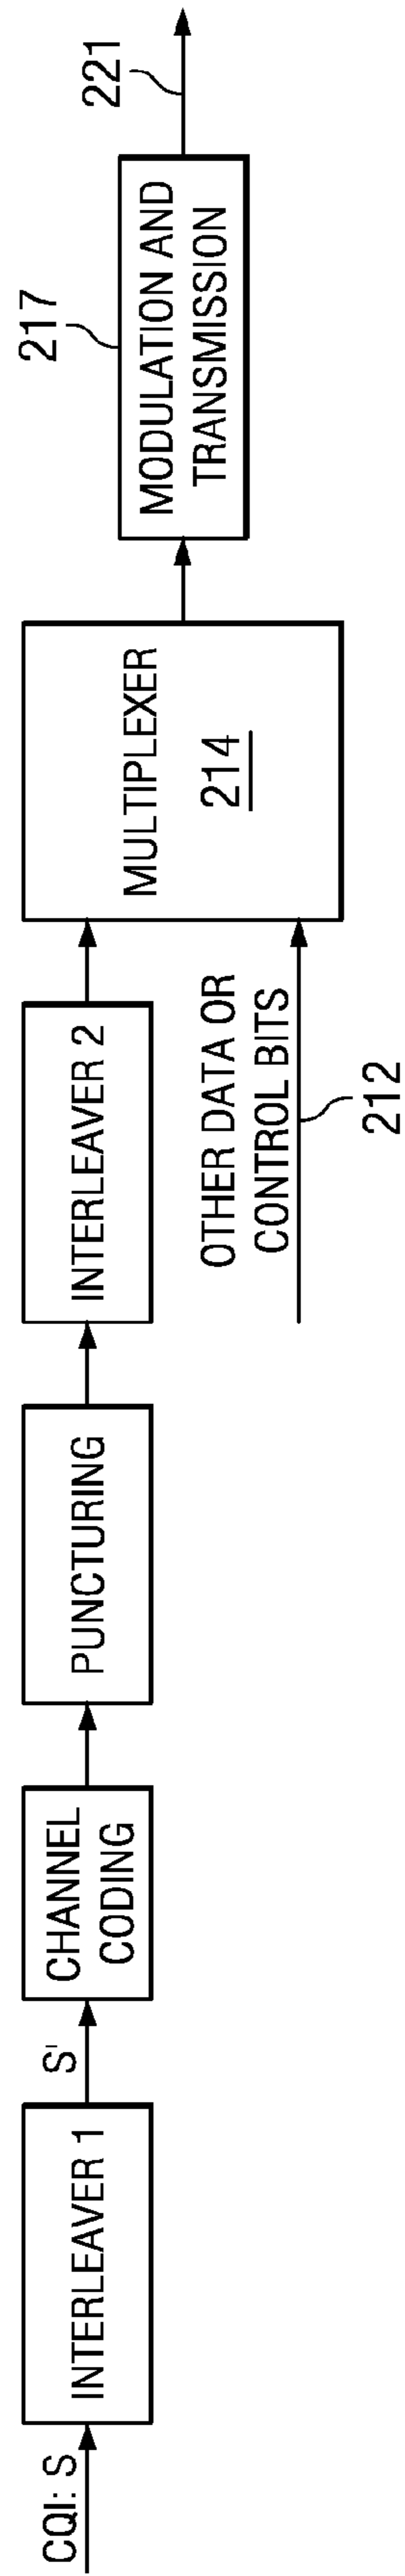 CQI: S
INTERLEAVER 1
S'
CHANNEL
CODING
PUNCTURING
INTERLEAVER 2
OTHER DATA OR
CONTROL BITS
212
MULTIPLEXER
214
217
MODULATION AND
TRANSMISSION
221